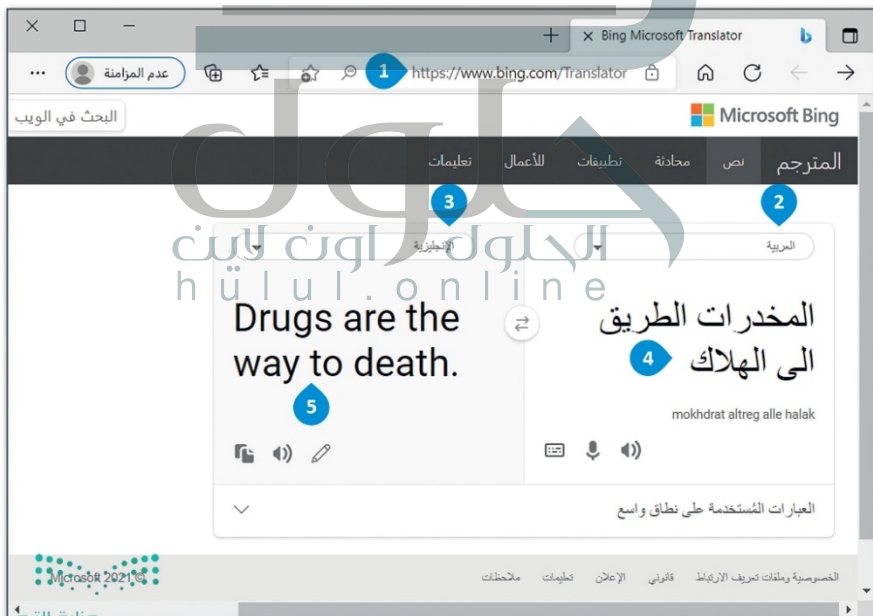 × Bing Microsoft Translator
عدم المزامنة
1
https://www.bing.com/Translator
البحث في الويب
Microsoft Bing
المترجم نص محادثة تطبيقات للأعمال تعليمات
2
3
حلول
العربية
الإنجليزية
الحلول اون لاين
hulul.online
المخدرات الطريق
الى الهلاك
4
mokhdrat altreg alle halak
Drugs are the
way to death.
5
العبارات المُستخدمة على نطاق واسع
الخصوصية وملفات تعريف الارتباط قانوني الإعلان تعليمات ملاحظات
Microsoft 2021 ©